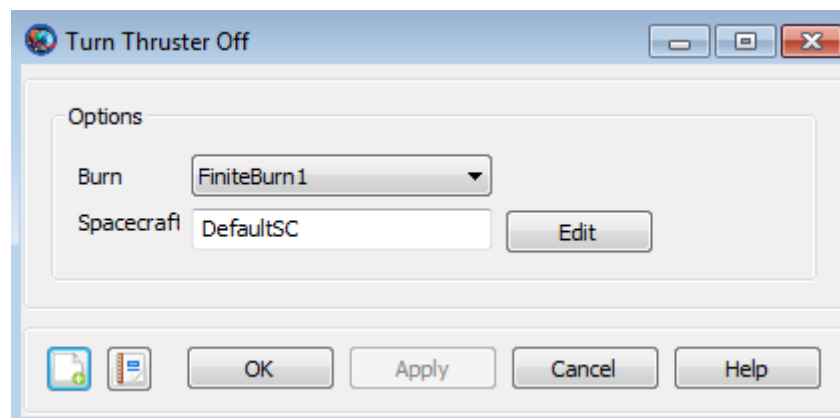 Turn Thruster Off
Options
Burn FiniteBurn1
Spacecraft DefaultSC Edit
OK Apply Cancel Help